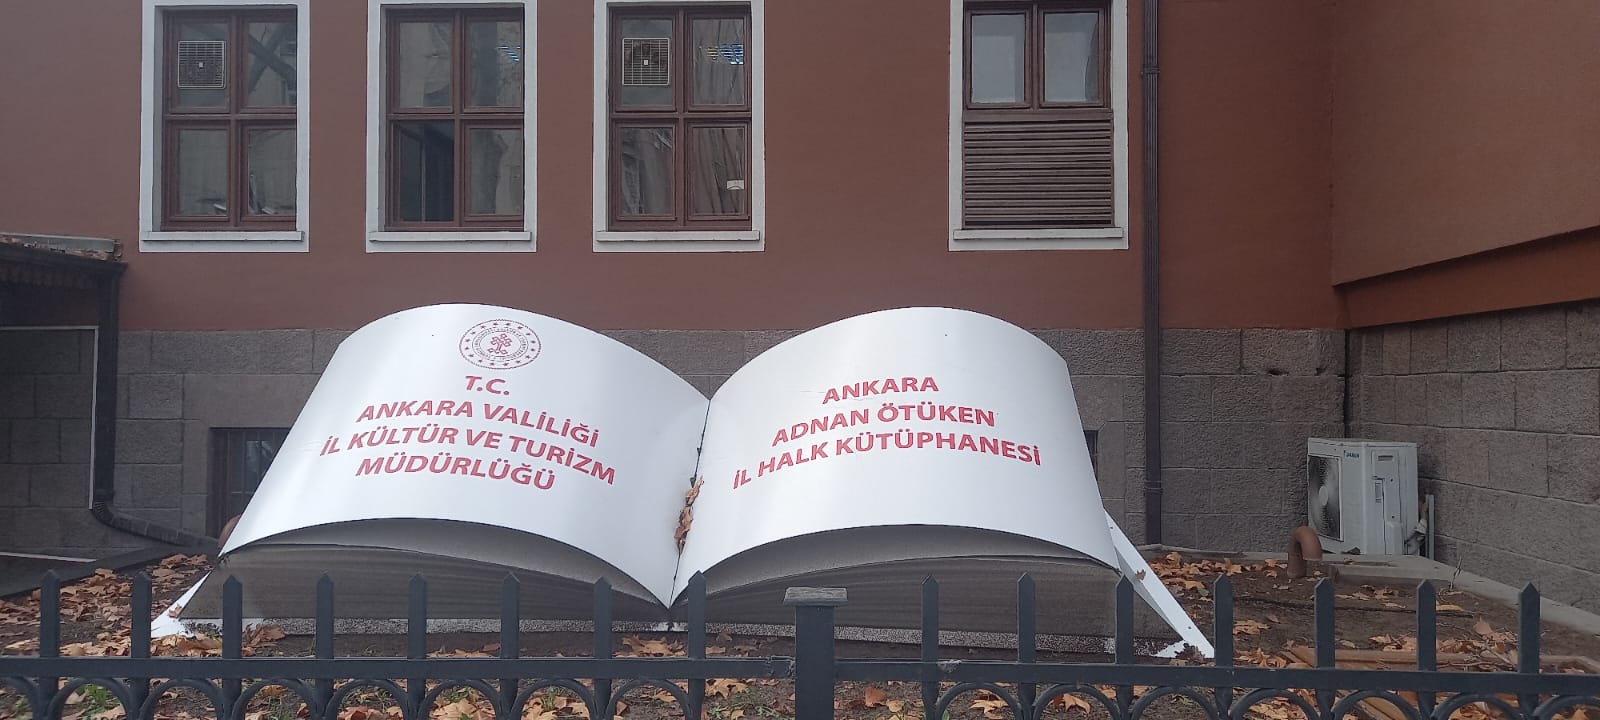 T.C.
ANKARA VALİLİĞİ
İL KÜLTÜR VE TURİZM
MÜDÜRLÜĞÜ
ANKARA
ADNAN ÖTÜKEN
İL HALK KÜTÜPHANESİ